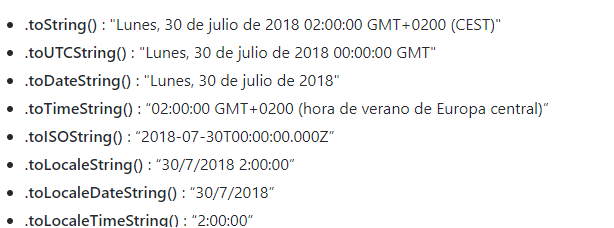 • .toString() : "Lunes, 30 de julio de 2018 02:00:00 GMT+0200 (CEST)"
• .toUTCString() : "Lunes, 30 de julio de 2018 00:00:00 GMT"
• .toDateString() : "Lunes, 30 de julio de 2018"
• .toTimeString() : “02:00:00 GMT+0200 (hora de verano de Europa central)”
• .toISOString() : “2018-07-30T00:00:00.000Z”
• .toLocaleString() : “30/7/2018 2:00:00”
• .toLocaleDateString() : “30/7/2018”
• .toLocaleTimeString() : “2:00:00”